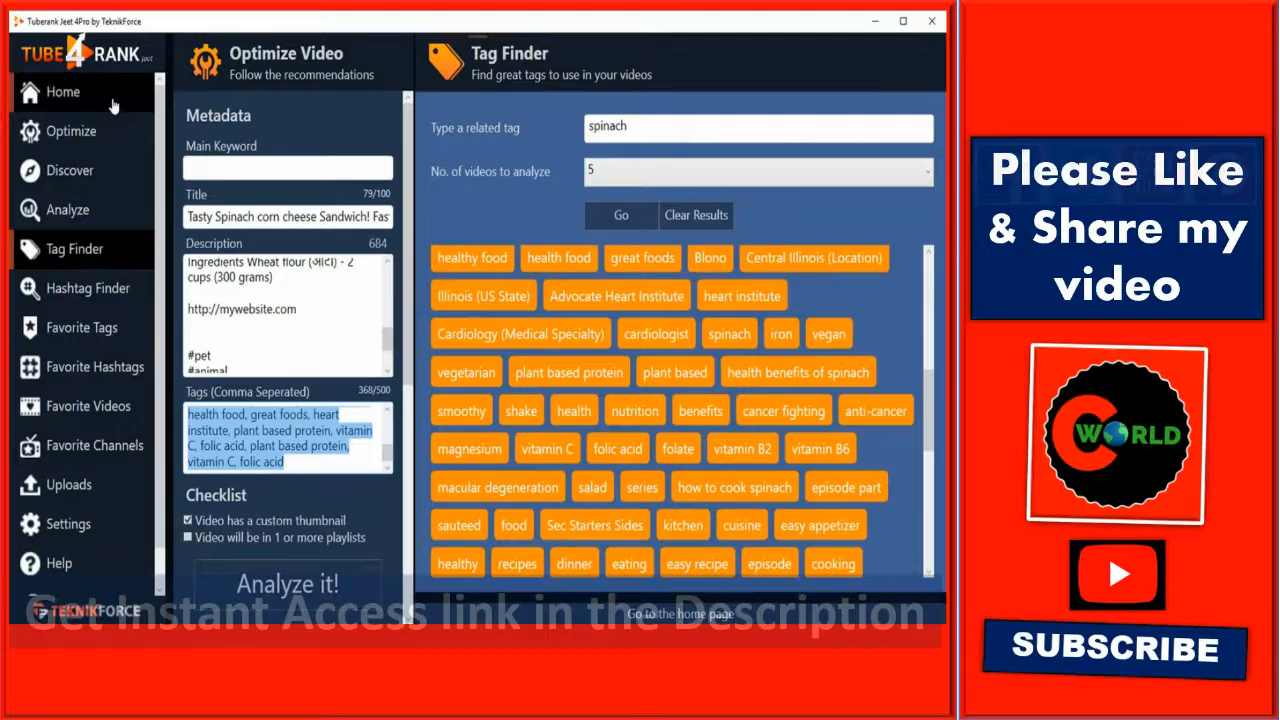 Tuberank Jeet 4Pro by TeknikForce
TUBE 4 RANK jeet
Home
Optimize
Discover
Analyze
Tag Finder
Hashtag Finder
Favorite Tags
Favorite Hashtags
Favorite Videos
Favorite Channels
Uploads
Settings
Help
TEKNIKFORCE
Optimize Video
Follow the recommendations
Metadata
Main Keyword
Title 79/100
Tasty Spinach corn cheese Sandwich! Fas
Description 684
Ingredients Wheat flour (आटा) - 2
cups (300 grams)
http://mywebsite.com
#pet
#animal
Tags (Comma Seperated) 368/500
health food, great foods, heart
institute, plant based protein, vitamin
C, folic acid, plant based protein,
vitamin C, folic acid
Checklist
Video has a custom thumbnail
Video will be in 1 or more playlists
Analyze it!
Tag Finder
Find great tags to use in your videos
Type a related tag spinach
No. of videos to analyze 5
Go Clear Results
healthy food health food great foods Blono Central Illinois (Location)
Illinois (US State) Advocate Heart Institute heart institute
Cardiology (Medical Specialty) cardiologist spinach iron vegan
vegetarian plant based protein plant based health benefits of spinach
smoothy shake health nutrition benefits cancer fighting anti-cancer
magnesium vitamin C folic acid folate vitamin B2 vitamin B6
macular degeneration salad series how to cook spinach episode part
sauteed food Sec Starters Sides kitchen cuisine easy appetizer
healthy recipes dinner eating easy recipe episode cooking
Go to the home page
Get Instant Access link in the Description
Please Like
& Share my
video
C WORLD
SUBSCRIBE